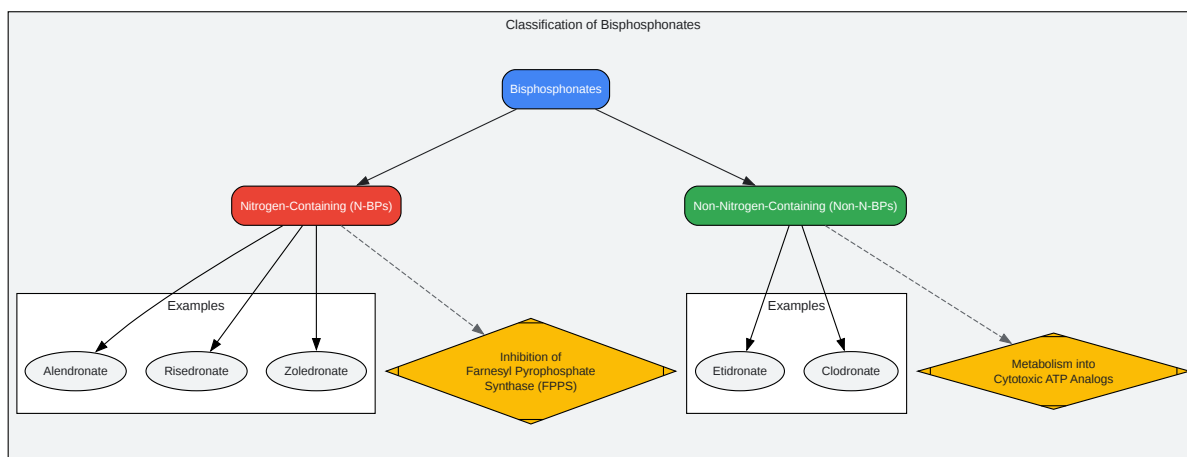 Classification of Bisphosphonates
Bisphosphonates
Nitrogen-Containing (N-BPs)
Non-Nitrogen-Containing (Non-N-BPs)
Examples
Alendronate
Risedronate
Zoledronate
Inhibition of
Farnesyl Pyrophosphate
Synthase (FPPS)
Examples
Etidronate
Clodronate
Metabolism into
Cytotoxic ATP Analogs